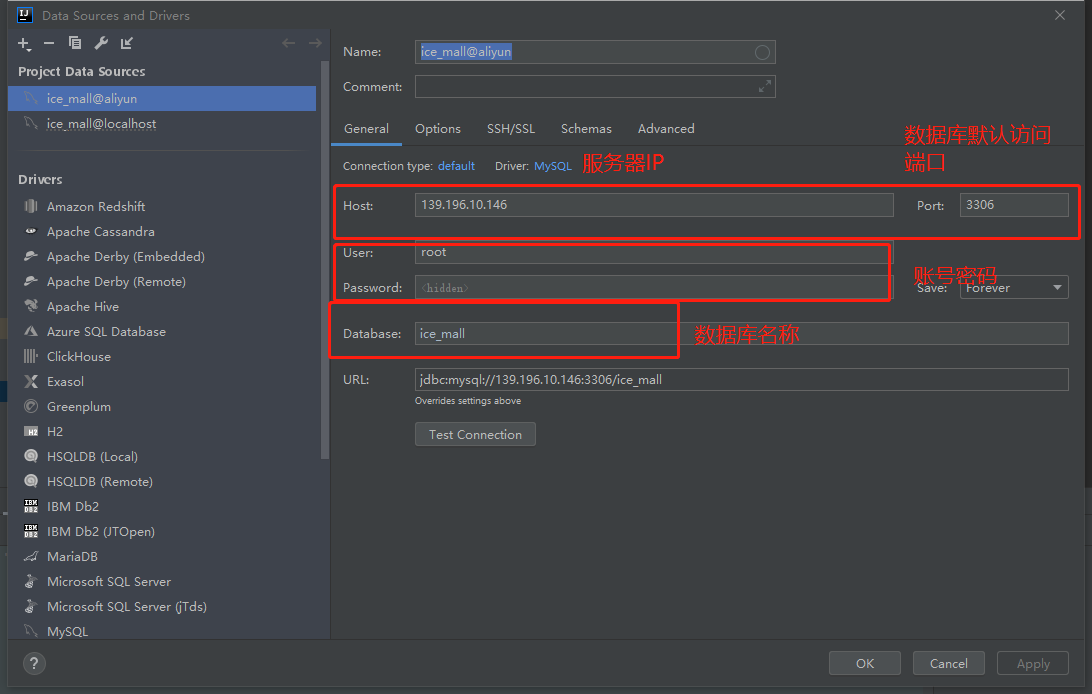 Data Sources and Drivers
Project Data Sources
ice_mall@aliyun
ice_mall@localhost
Drivers
Amazon Redshift
Apache Cassandra
Apache Derby (Embedded)
Apache Derby (Remote)
Apache Hive
Azure SQL Database
ClickHouse
Exasol
Greenplum
H2
HSQLDB (Local)
HSQLDB (Remote)
IBM Db2
IBM Db2 (JTOpen)
MariaDB
Microsoft SQL Server
Microsoft SQL Server (jTds)
MySQL
Name: ice_mall@aliyun
Comment:
General Options SSH/SSL Schemas Advanced
数据库默认访问
端口
Connection type: default Driver: MySQL 服务器IP
Host: 139.196.10.146 Port: 3306
User: root
账号密码
Password: <hidden> Save: Forever
Database: ice_mall 数据库名称
URL: jdbc:mysql://139.196.10.146:3306/ice_mall
Overrides settings above
Test Connection
? OK Cancel Apply